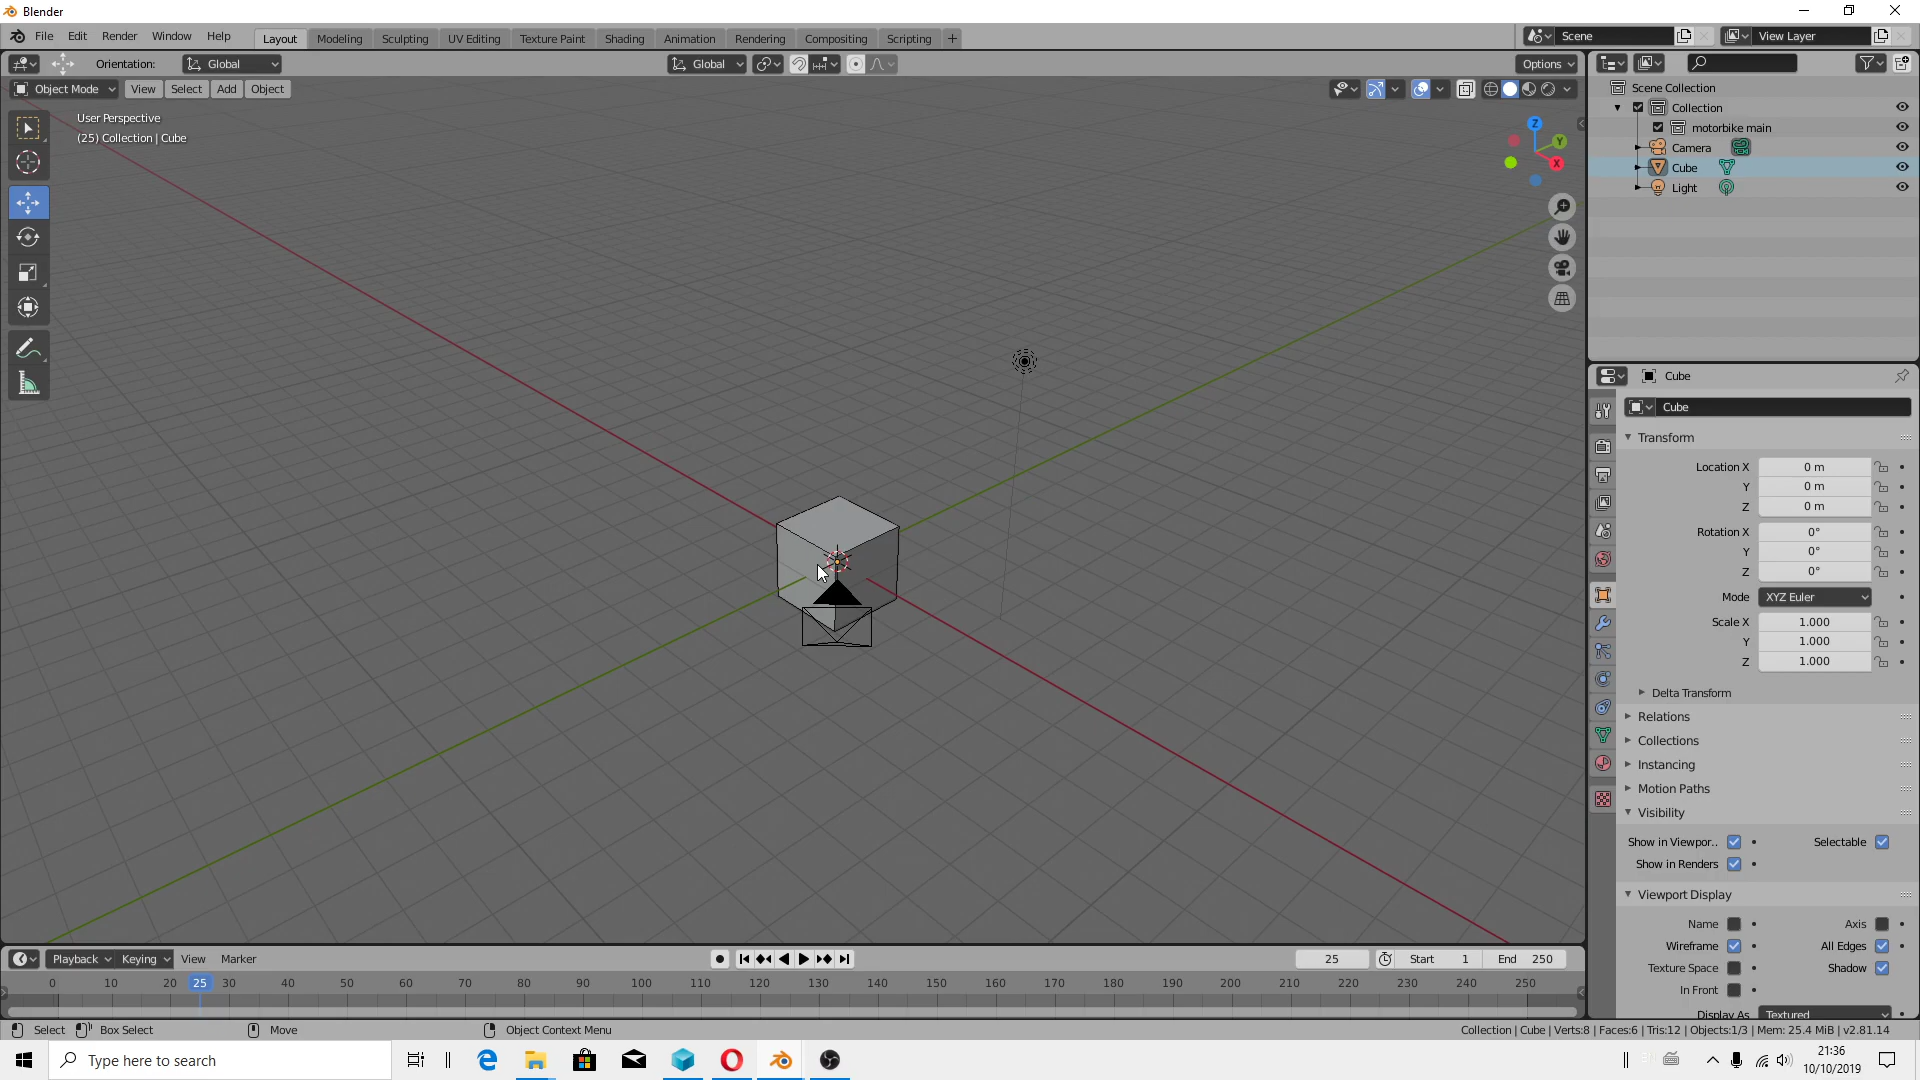 Blender
File Edit Render Window Help Layout Modeling Sculpting UV Editing Texture Paint Shading Animation Rendering Compositing Scripting + Scene View Layer
Orientation: Global Global Options
Object Mode View Select Add Object
User Perspective
(25) Collection | Cube
Z
Y
X
Scene Collection
Collection
motorbike main
Camera
Cube
Light
Cube
Cube
Transform
Location X 0 m
Y 0 m
Z 0 m
Rotation X 0°
Y 0°
Z 0°
Mode XYZ Euler
Scale X 1.000
Y 1.000
Z 1.000
Delta Transform
Relations
Collections
Instancing
Motion Paths
Visibility
Show in Viewpor.. Selectable
Show in Renders
Viewport Display
Name Axis
Wireframe All Edges
Texture Space Shadow
In Front
Display As Textured
Playback Keying View Marker 25 Start 1 End 250
0 10 20 25 30 40 50 60 70 80 90 100 110 120 130 140 150 160 170 180 190 200 210 220 230 240 250
Select Box Select Move Object Context Menu Collection | Cube | Verts:8 | Faces:6 | Tris:12 | Objects:1/3 | Mem: 25.4 MiB | v2.81.14
Type here to search
21:36
10/10/2019